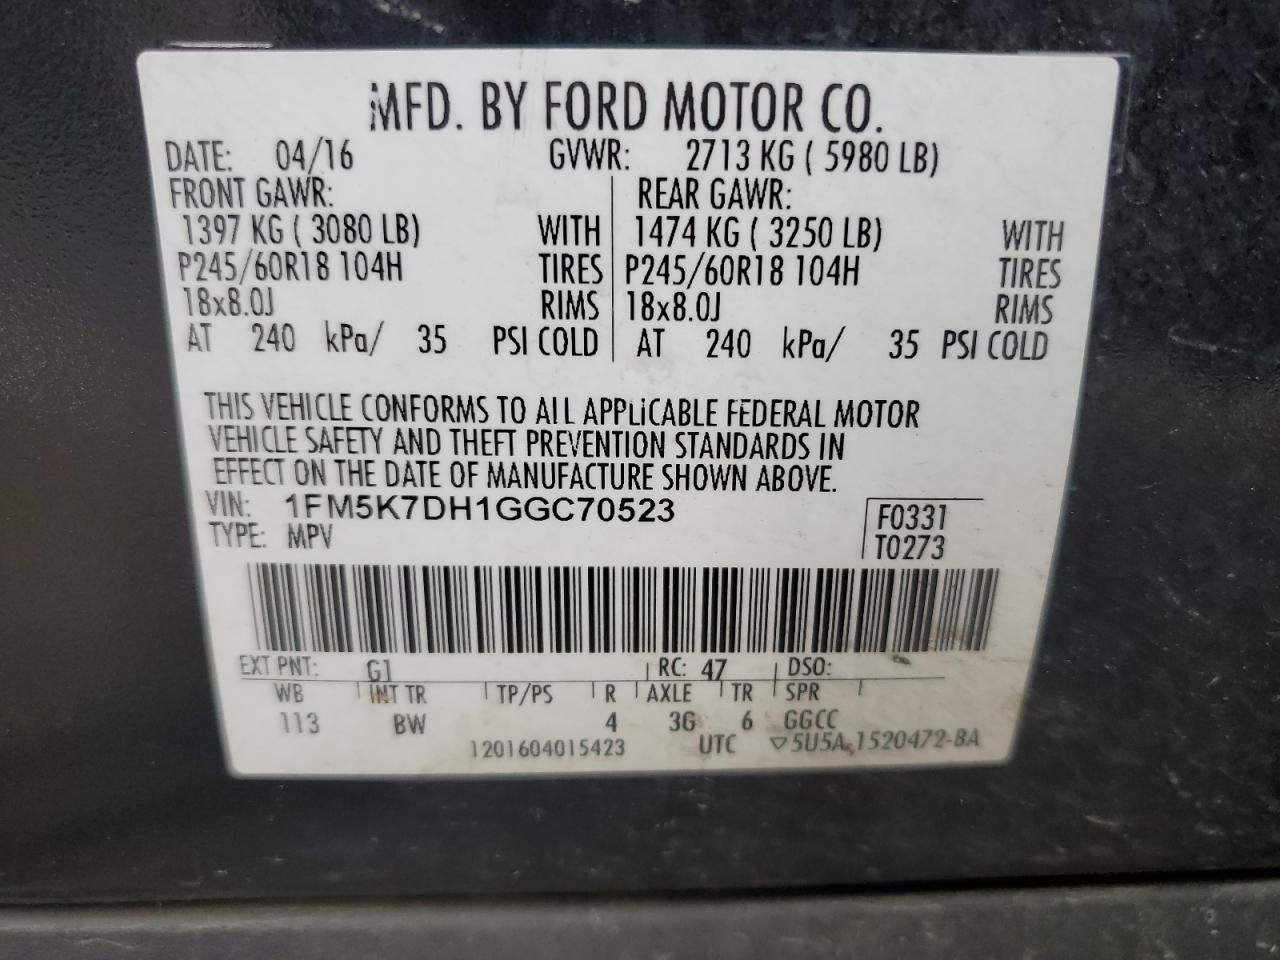 MFD. BY FORD MOTOR CO.
DATE: 04/16 GVWR: 2713 KG ( 5980 LB)
FRONT GAWR: REAR GAWR:
1397 KG ( 3080 LB) WITH 1474 KG ( 3250 LB) WITH
P245/60R18 104H TIRES P245/60R18 104H TIRES
18x8.0J RIMS 18x8.0J RIMS
AT 240 kPa/ 35 PSI COLD AT 240 kPa/ 35 PSI COLD
THIS VEHICLE CONFORMS TO ALL APPLICABLE FEDERAL MOTOR
VEHICLE SAFETY AND THEFT PREVENTION STANDARDS IN
EFFECT ON THE DATE OF MANUFACTURE SHOWN ABOVE.
VIN: 1FM5K7DH1GGC70523
TYPE: MPV
F0331
T0273
EXT PNT: G1 RC: 47 DSO:
WB INT TR TP/PS R AXLE TR SPR
113 BW 4 3G 6 GGCC
1201604015423 UTC ▽5U5A-1520472-BA